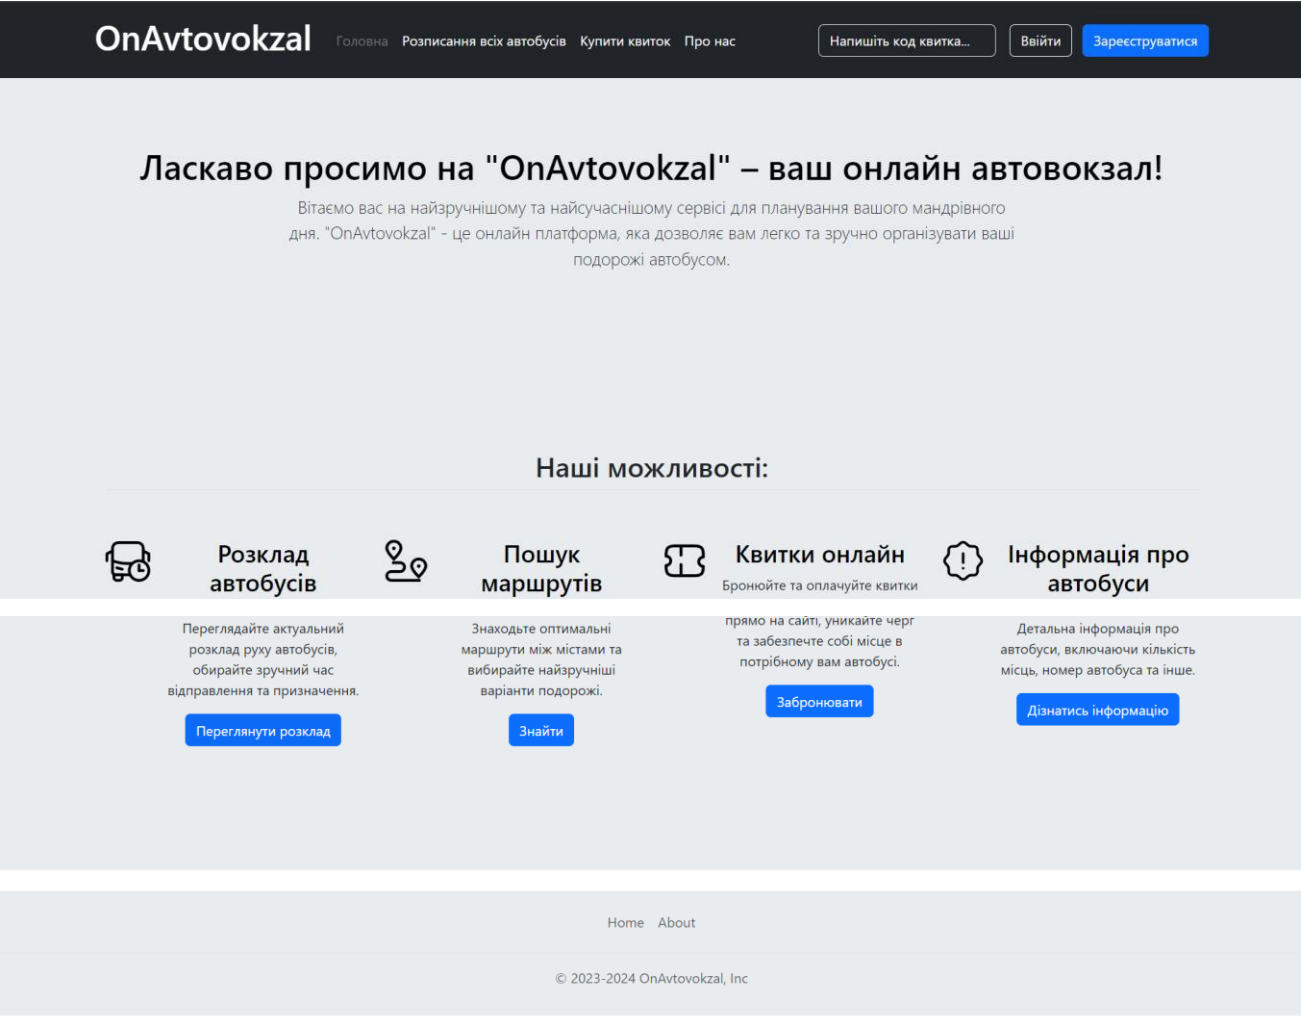 OnAvtovokzal Головна Розписання всіх автобусів Купити квиток Про нас Напишіть код квитка... Ввійти Зареєструватися
Ласкаво просимо на "OnAvtovokzal" – ваш онлайн автовокзал!
Вітаємо вас на найзручнішому та найсучаснішому сервісі для планування вашого мандрівного
дня. "OnAvtovokzal" - це онлайн платформа, яка дозволяє вам легко та зручно організувати ваші
подорожі автобусом.
Наші можливості:
Розклад
автобусів
Переглядайте актуальний
розклад руху автобусів,
обирайте зручний час
відправлення та призначення.
Переглянути розклад
Пошук
маршрутів
Знаходьте оптимальні
маршрути між містами та
вибирайте найзручніші
варіанти подорожі.
Знайти
Квитки онлайн
Бронюйте та оплачуйте квитки
прямо на сайті, уникайте черг
та забезпечте собі місце в
потрібному вам автобусі.
Забронювати
Інформація про
автобуси
Детальна інформація про
автобуси, включаючи кількість
місць, номер автобуса та інше.
Дізнатись інформацію
Home About
© 2023-2024 OnAvtovokzal, Inc